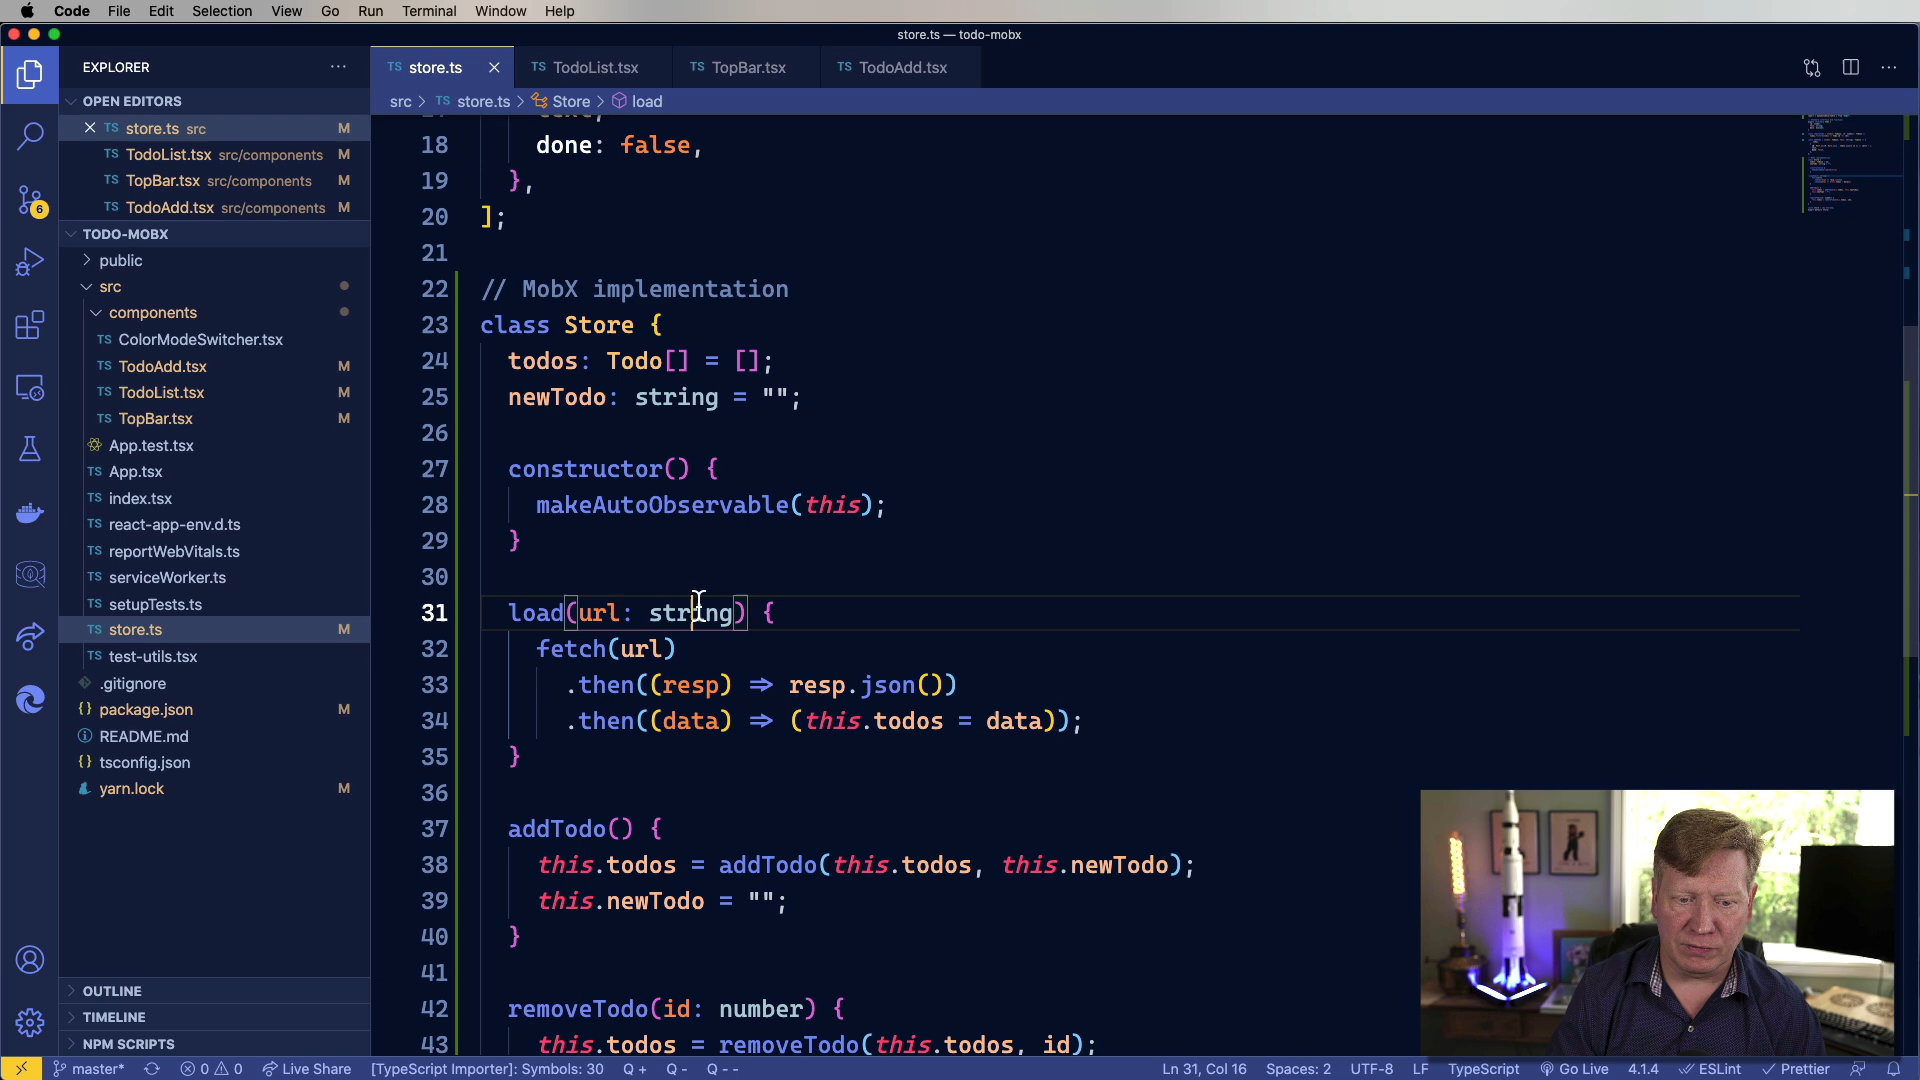 Code File Edit Selection View Go Run Terminal Window Help
store.ts — todo-mobx
EXPLORER
TS store.ts
TS TodoList.tsx
TS TopBar.tsx
TS TodoAdd.tsx
OPEN EDITORS
TS store.ts src M
TS TodoList.tsx src/components M
TS TopBar.tsx src/components M
TS TodoAdd.tsx src/components M
TODO-MOBX
public
src
components
TS ColorModeSwitcher.tsx
TS TodoAdd.tsx M
TS TodoList.tsx M
TS TopBar.tsx M
App.test.tsx
TS App.tsx
TS index.tsx
TS react-app-env.d.ts
TS reportWebVitals.ts
TS serviceWorker.ts
TS setupTests.ts
TS store.ts M
TS test-utils.tsx
.gitignore
{} package.json M
README.md
{} tsconfig.json
yarn.lock M
OUTLINE
TIMELINE
NPM SCRIPTS
6
src > TS store.ts > Store > load
18 done: false,
19 },
20 ];
21
22 // MobX implementation
23 class Store {
24 todos: Todo[] = [];
25 newTodo: string = "";
26
27 constructor() {
28 makeAutoObservable(this);
29 }
30
31 load(url: string) {
32 fetch(url)
33 .then((resp) => resp.json())
34 .then((data) => (this.todos = data));
35 }
36
37 addTodo() {
38 this.todos = addTodo(this.todos, this.newTodo);
39 this.newTodo = "";
40 }
41
42 removeTodo(id: number) {
43 this.todos = removeTodo(this.todos, id);
master* 0 0 Live Share [TypeScript Importer]: Symbols: 30 Q + Q - Q -- Ln 31, Col 16 Spaces: 2 UTF-8 LF TypeScript Go Live 4.1.4 ESLint Prettier